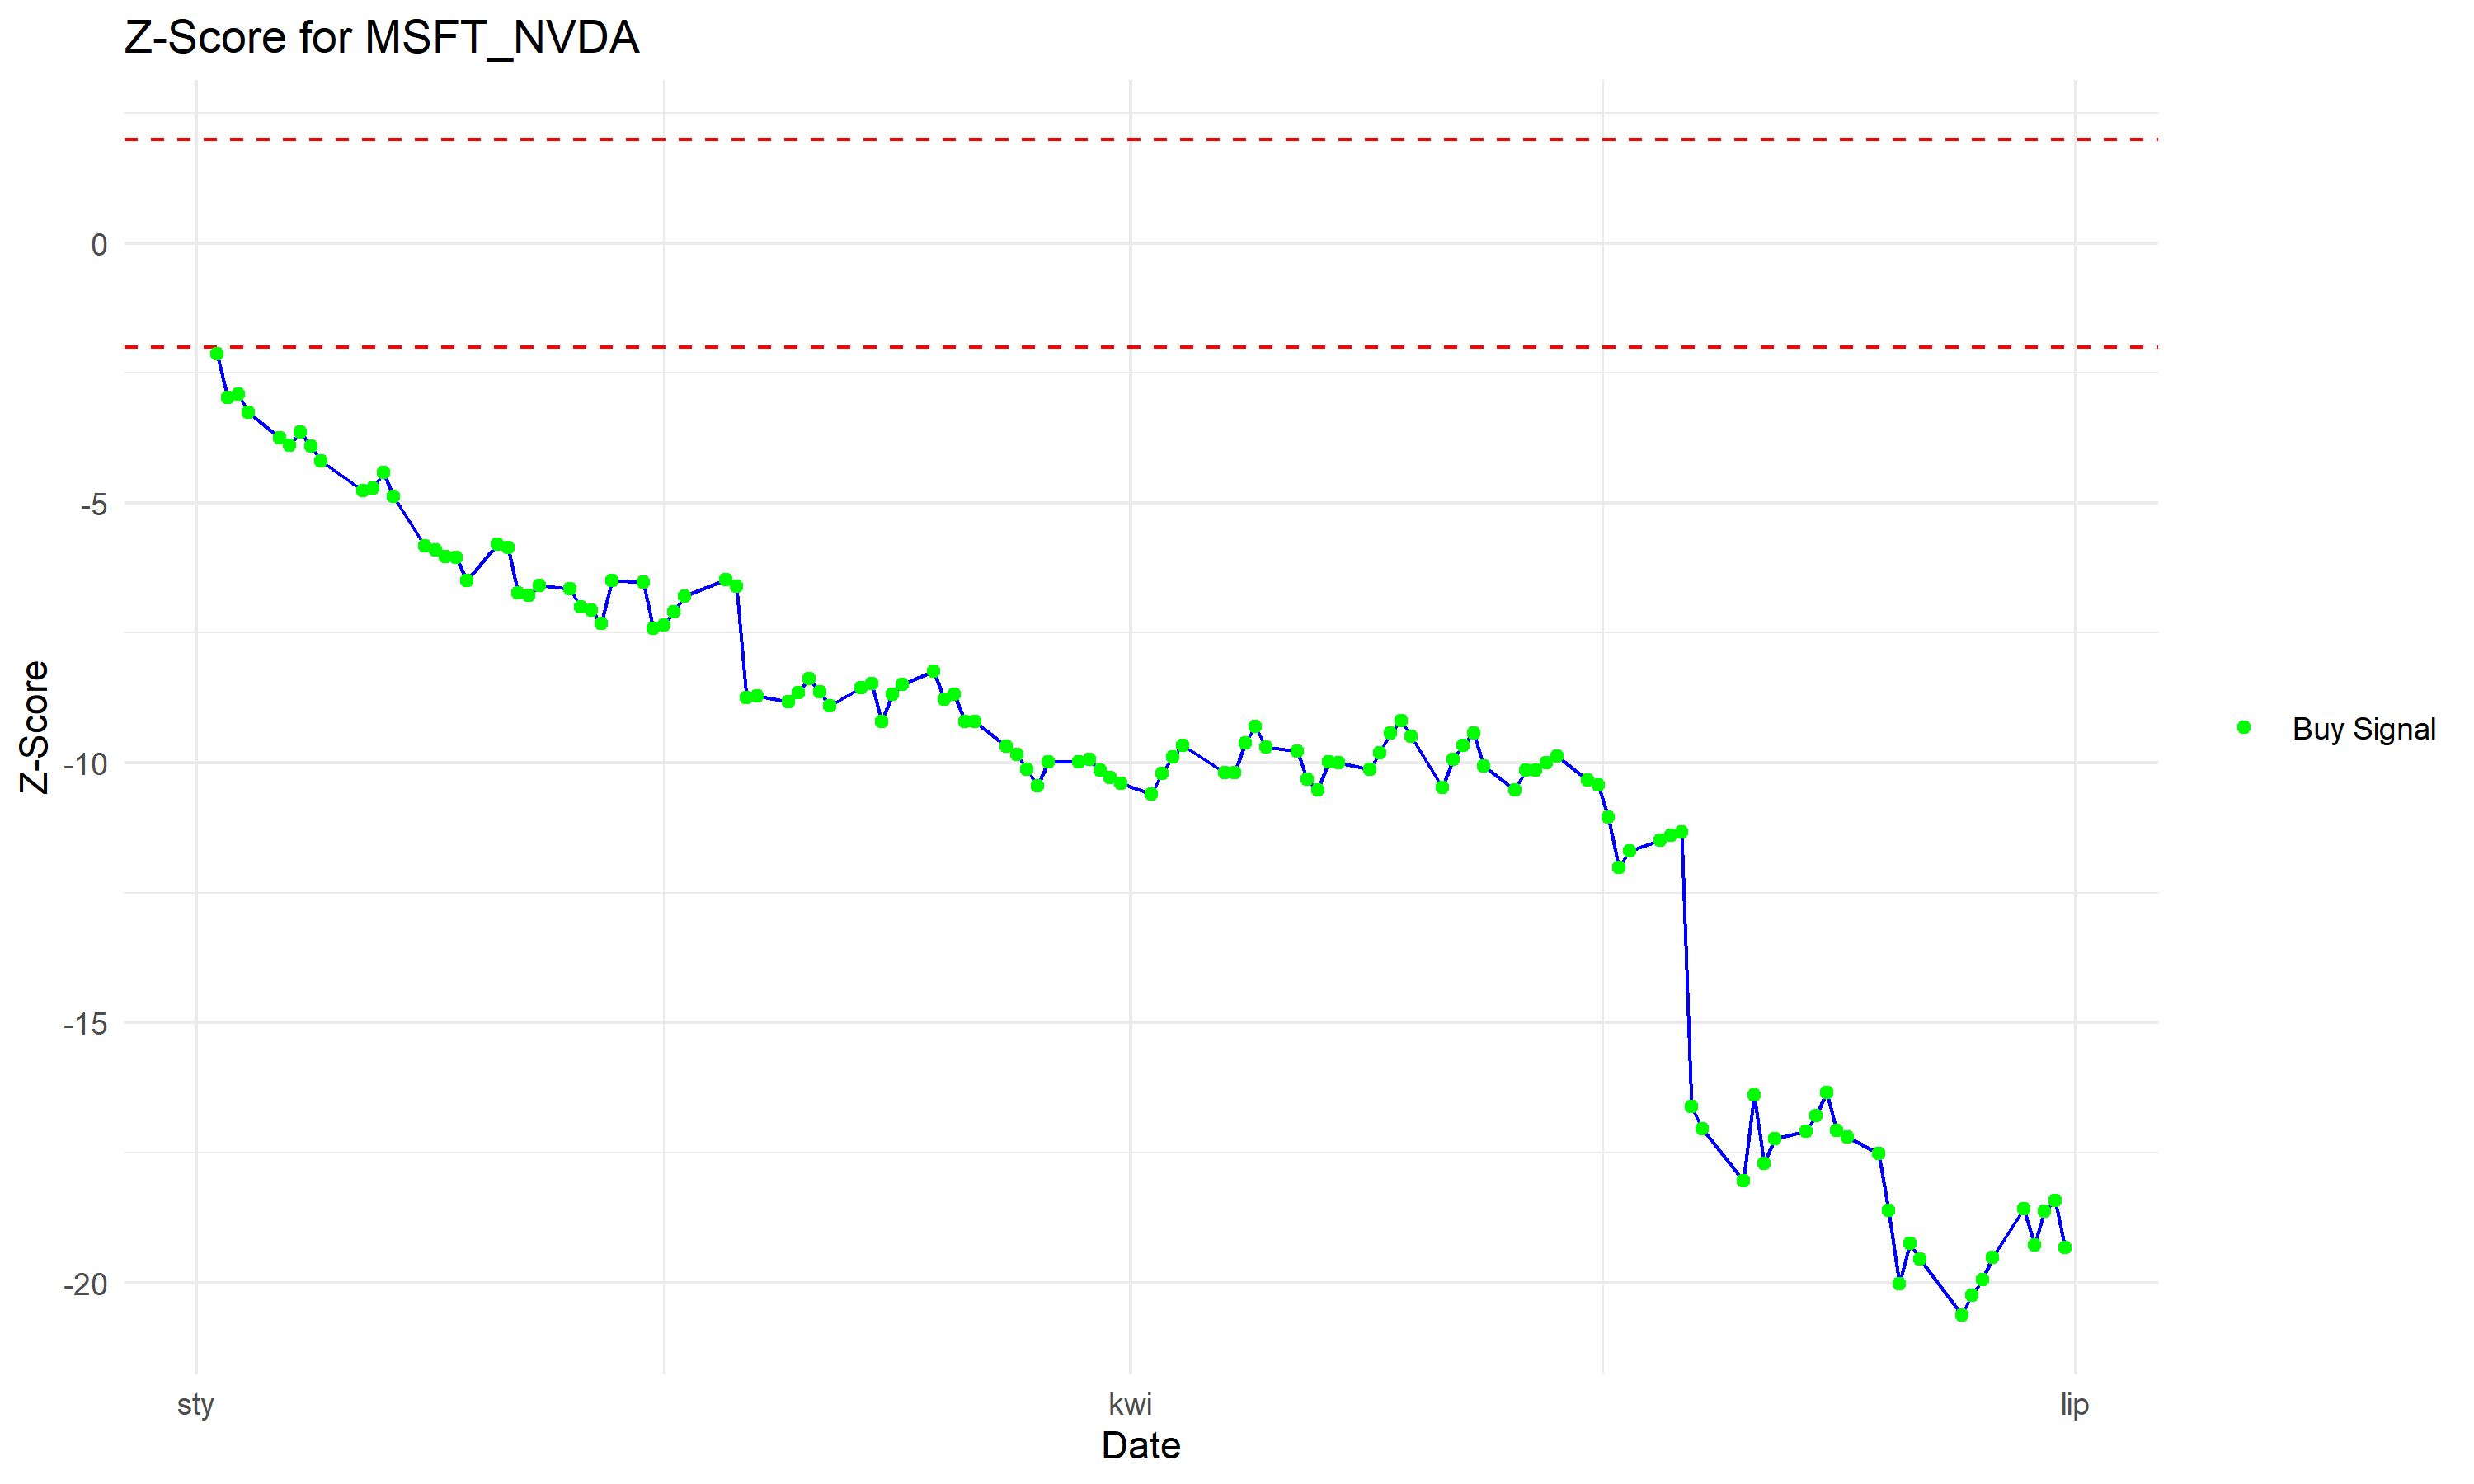 Z-Score for MSFT_NVDA
0
-5
-10
-15
-20
Z-Score
sty
kwi
lip
Date
Buy Signal